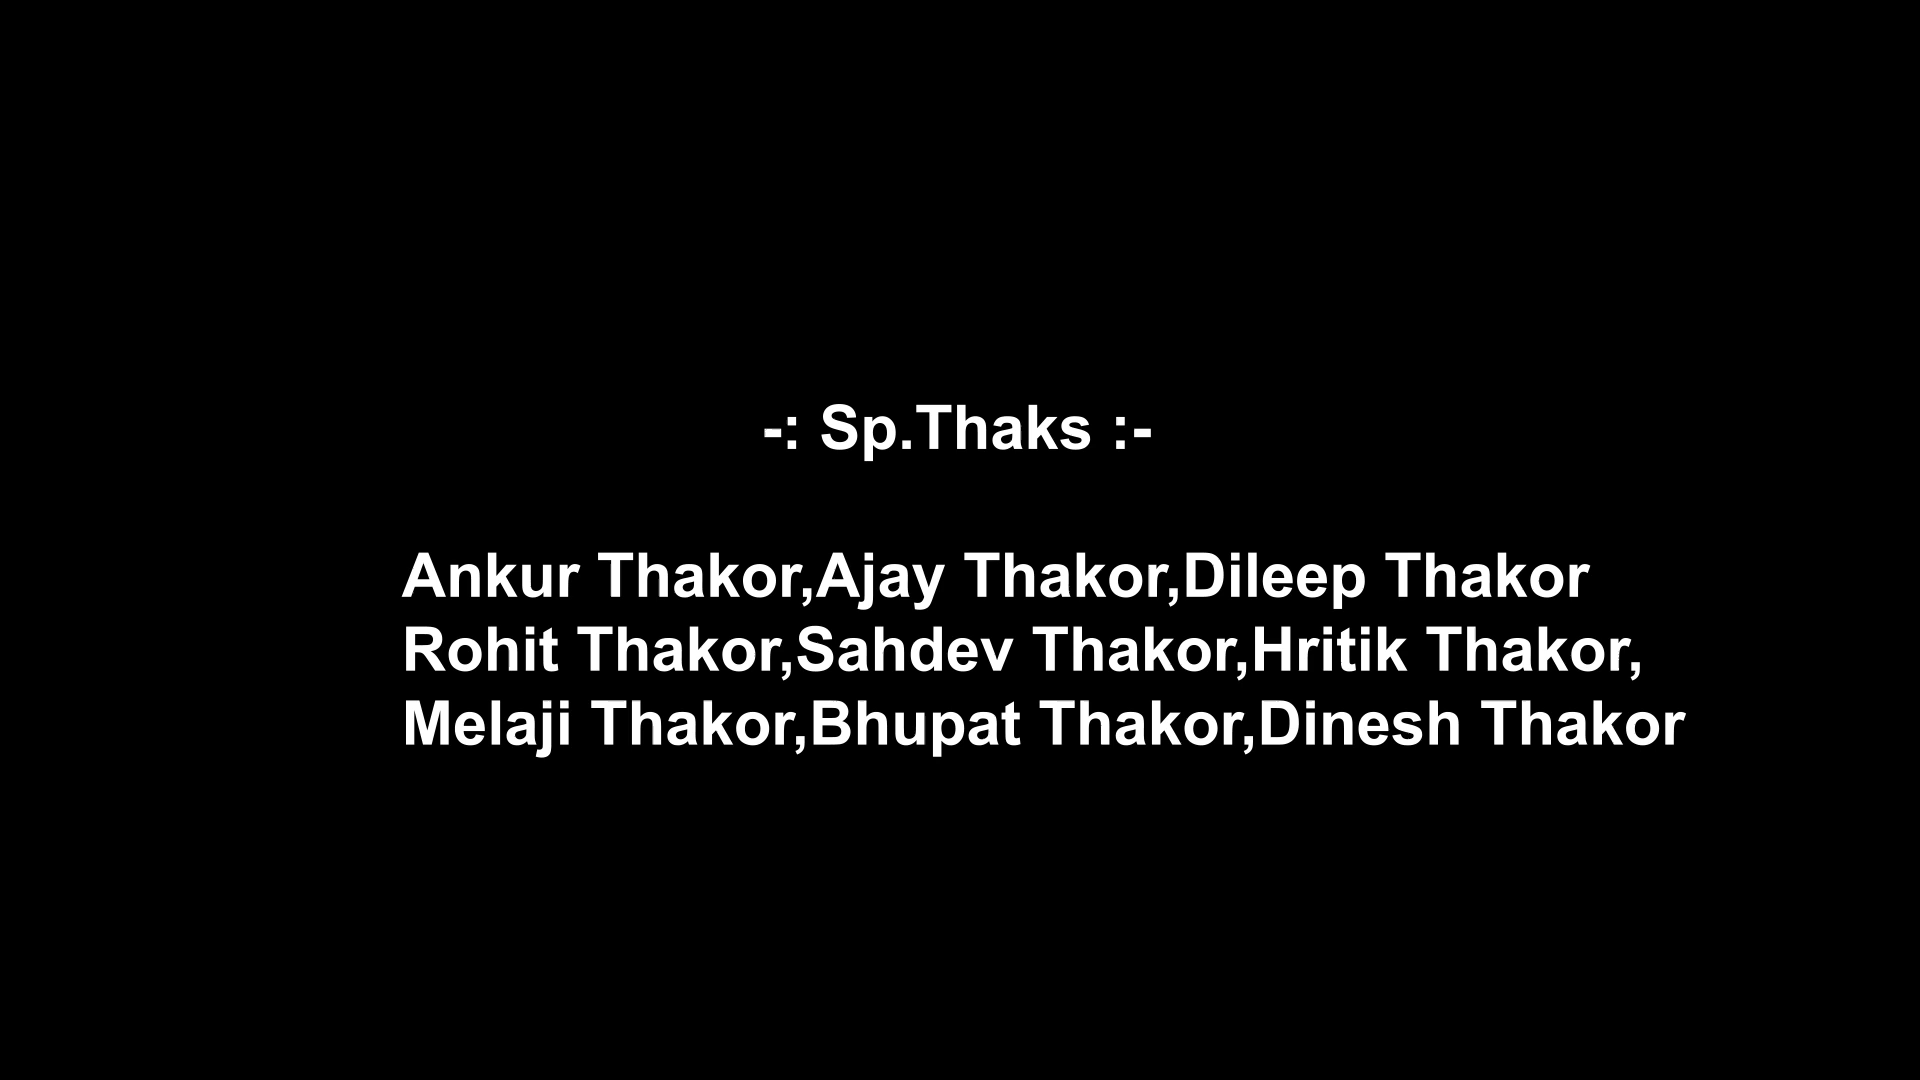 -: Sp.Thaks :-
Ankur Thakor,Ajay Thakor,Dileep Thakor
Rohit Thakor,Sahdev Thakor,Hritik Thakor,
Melaji Thakor,Bhupat Thakor,Dinesh Thakor